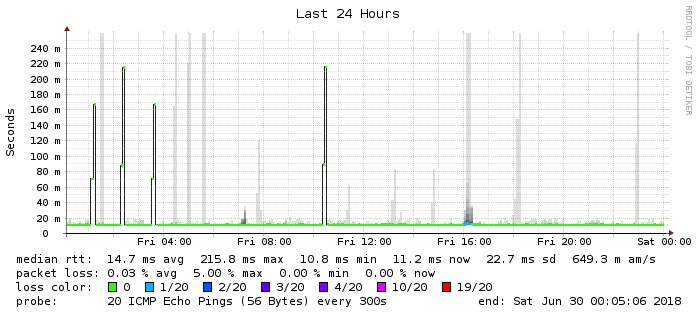 Last 24 Hours
RRDTOOL / TOBI OETIKER
Seconds
240 m
220 m
200 m
180 m
160 m
140 m
120 m
100 m
80 m
60 m
40 m
20 m
0
Fri 04:00 Fri 08:00 Fri 12:00 Fri 16:00 Fri 20:00 Sat 00:00
median rtt: 14.7 ms avg 215.8 ms max 10.8 ms min 11.2 ms now 22.7 ms sd 649.3 m am/s
packet loss: 0.03 % avg 5.00 % max 0.00 % min 0.00 % now
loss color: 0 1/20 2/20 3/20 4/20 10/20 19/20
probe: 20 ICMP Echo Pings (56 Bytes) every 300s end: Sat Jun 30 00:05:06 2018